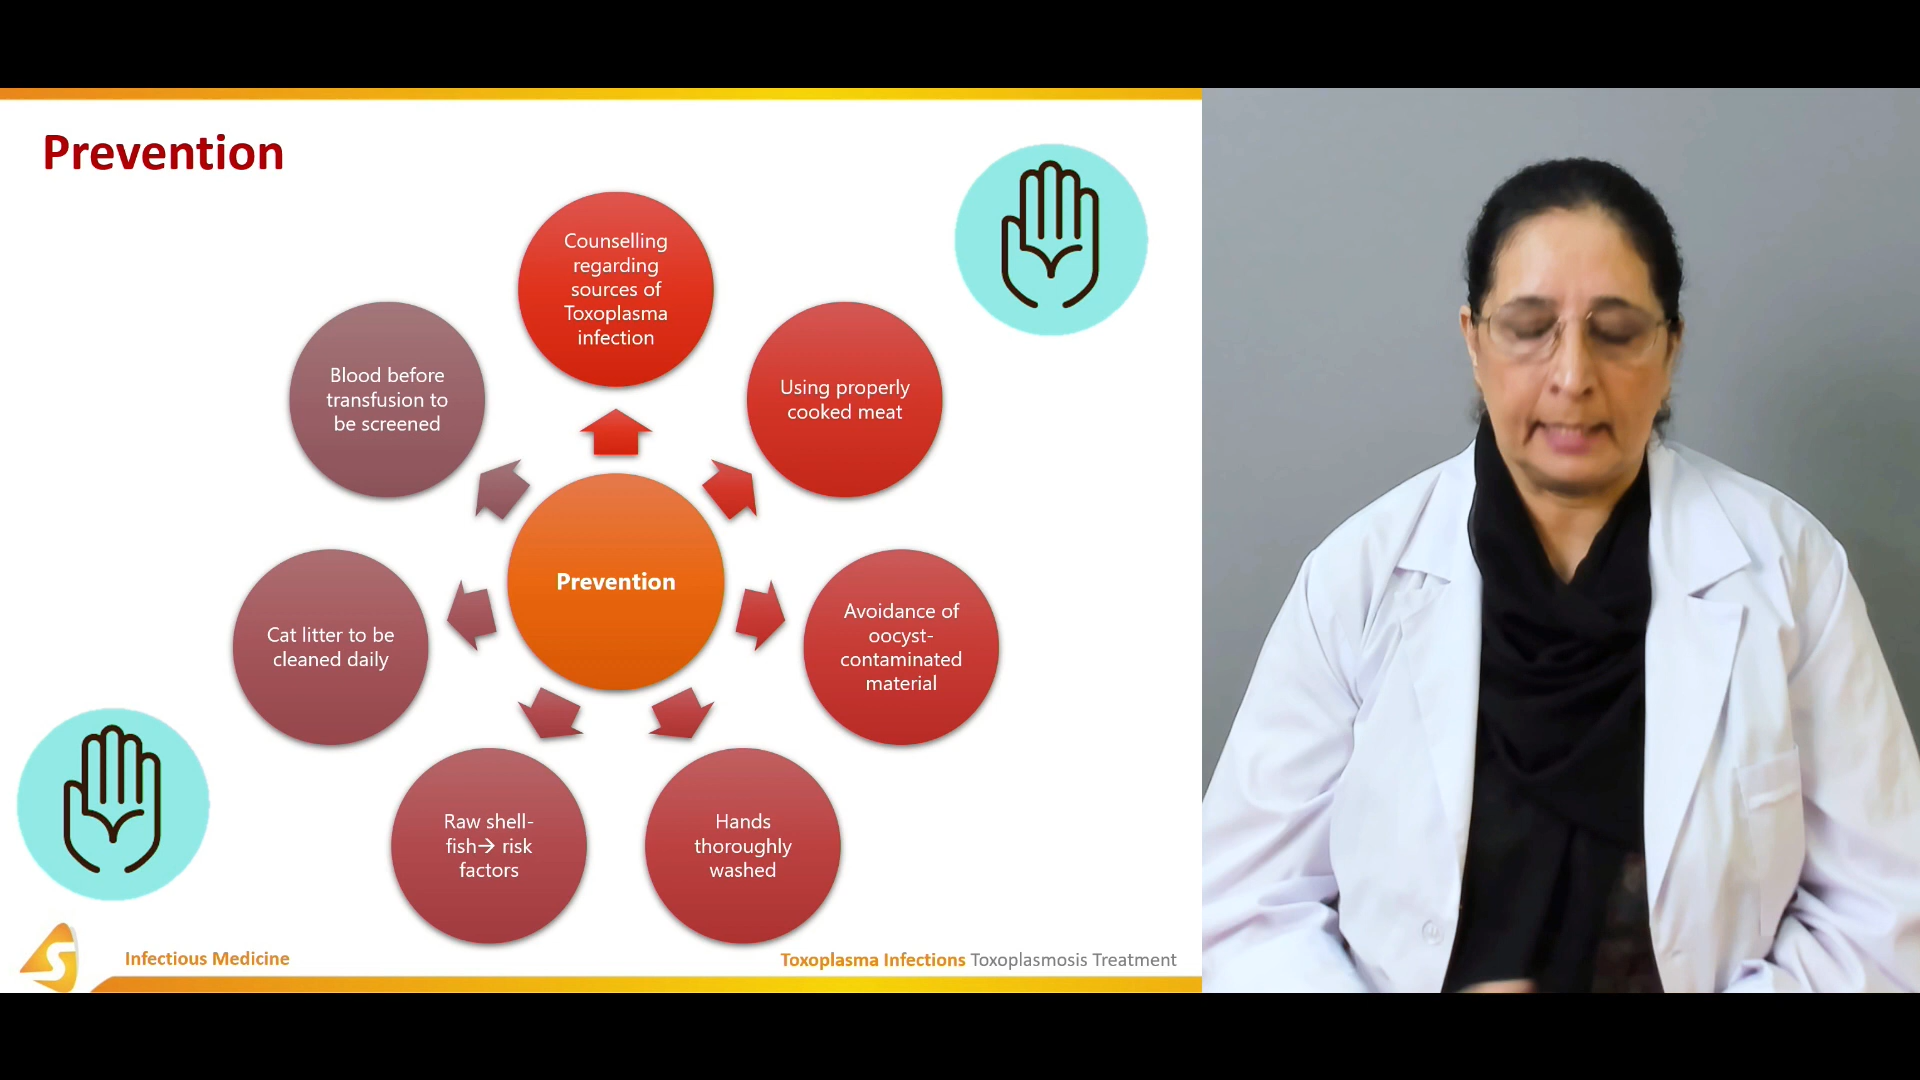 Prevention
Counselling
regarding
sources of
Toxoplasma
infection
Using properly
cooked meat
Avoidance of
oocyst-
contaminated
material
Hands
thoroughly
washed
Raw shell-
fish→ risk
factors
Cat litter to be
cleaned daily
Blood before
transfusion to
be screened
Prevention
S
Infectious Medicine
Toxoplasma Infections Toxoplasmosis Treatment